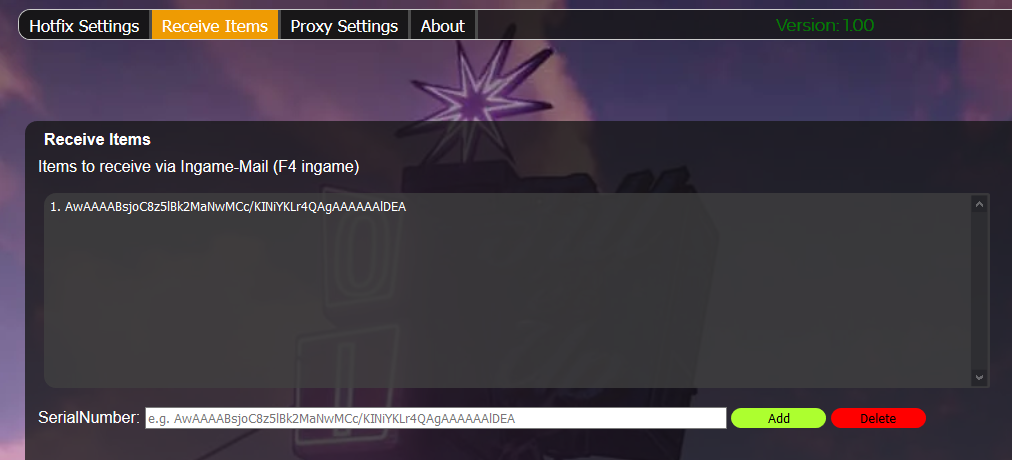 Hotfix Settings Receive Items Proxy Settings About Version: 1.00
Receive Items
Items to receive via Ingame-Mail (F4 ingame)
1. AwAAAABsjoC8z5lBk2MaNwMCc/KINiYKLr4QAgAAAAAAlDEA
SerialNumber: e.g. AwAAAABsjoC8z5lBk2MaNwMCc/KINiYKLr4QAgAAAAAAlDEA Add Delete